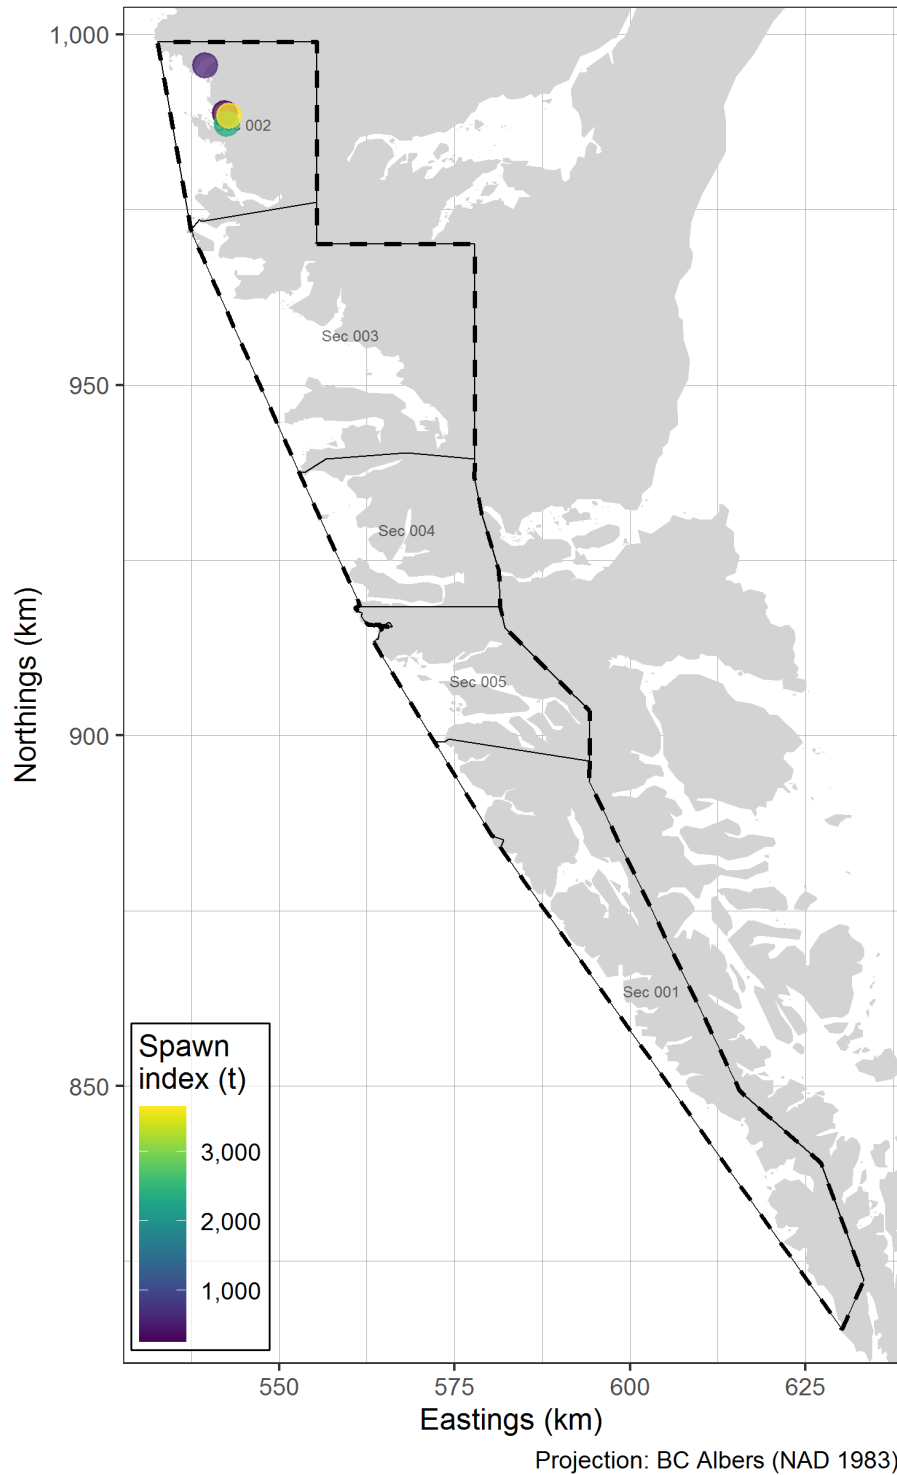 1,000
002
Sec 003
950
Sec 004
Northings (km)
Sec 005
900
Sec 001
Spawn
index (t)
850
3,000
2,000
1,000
550
575
600
625
Eastings (km)
Projection: BC Albers (NAD 1983)